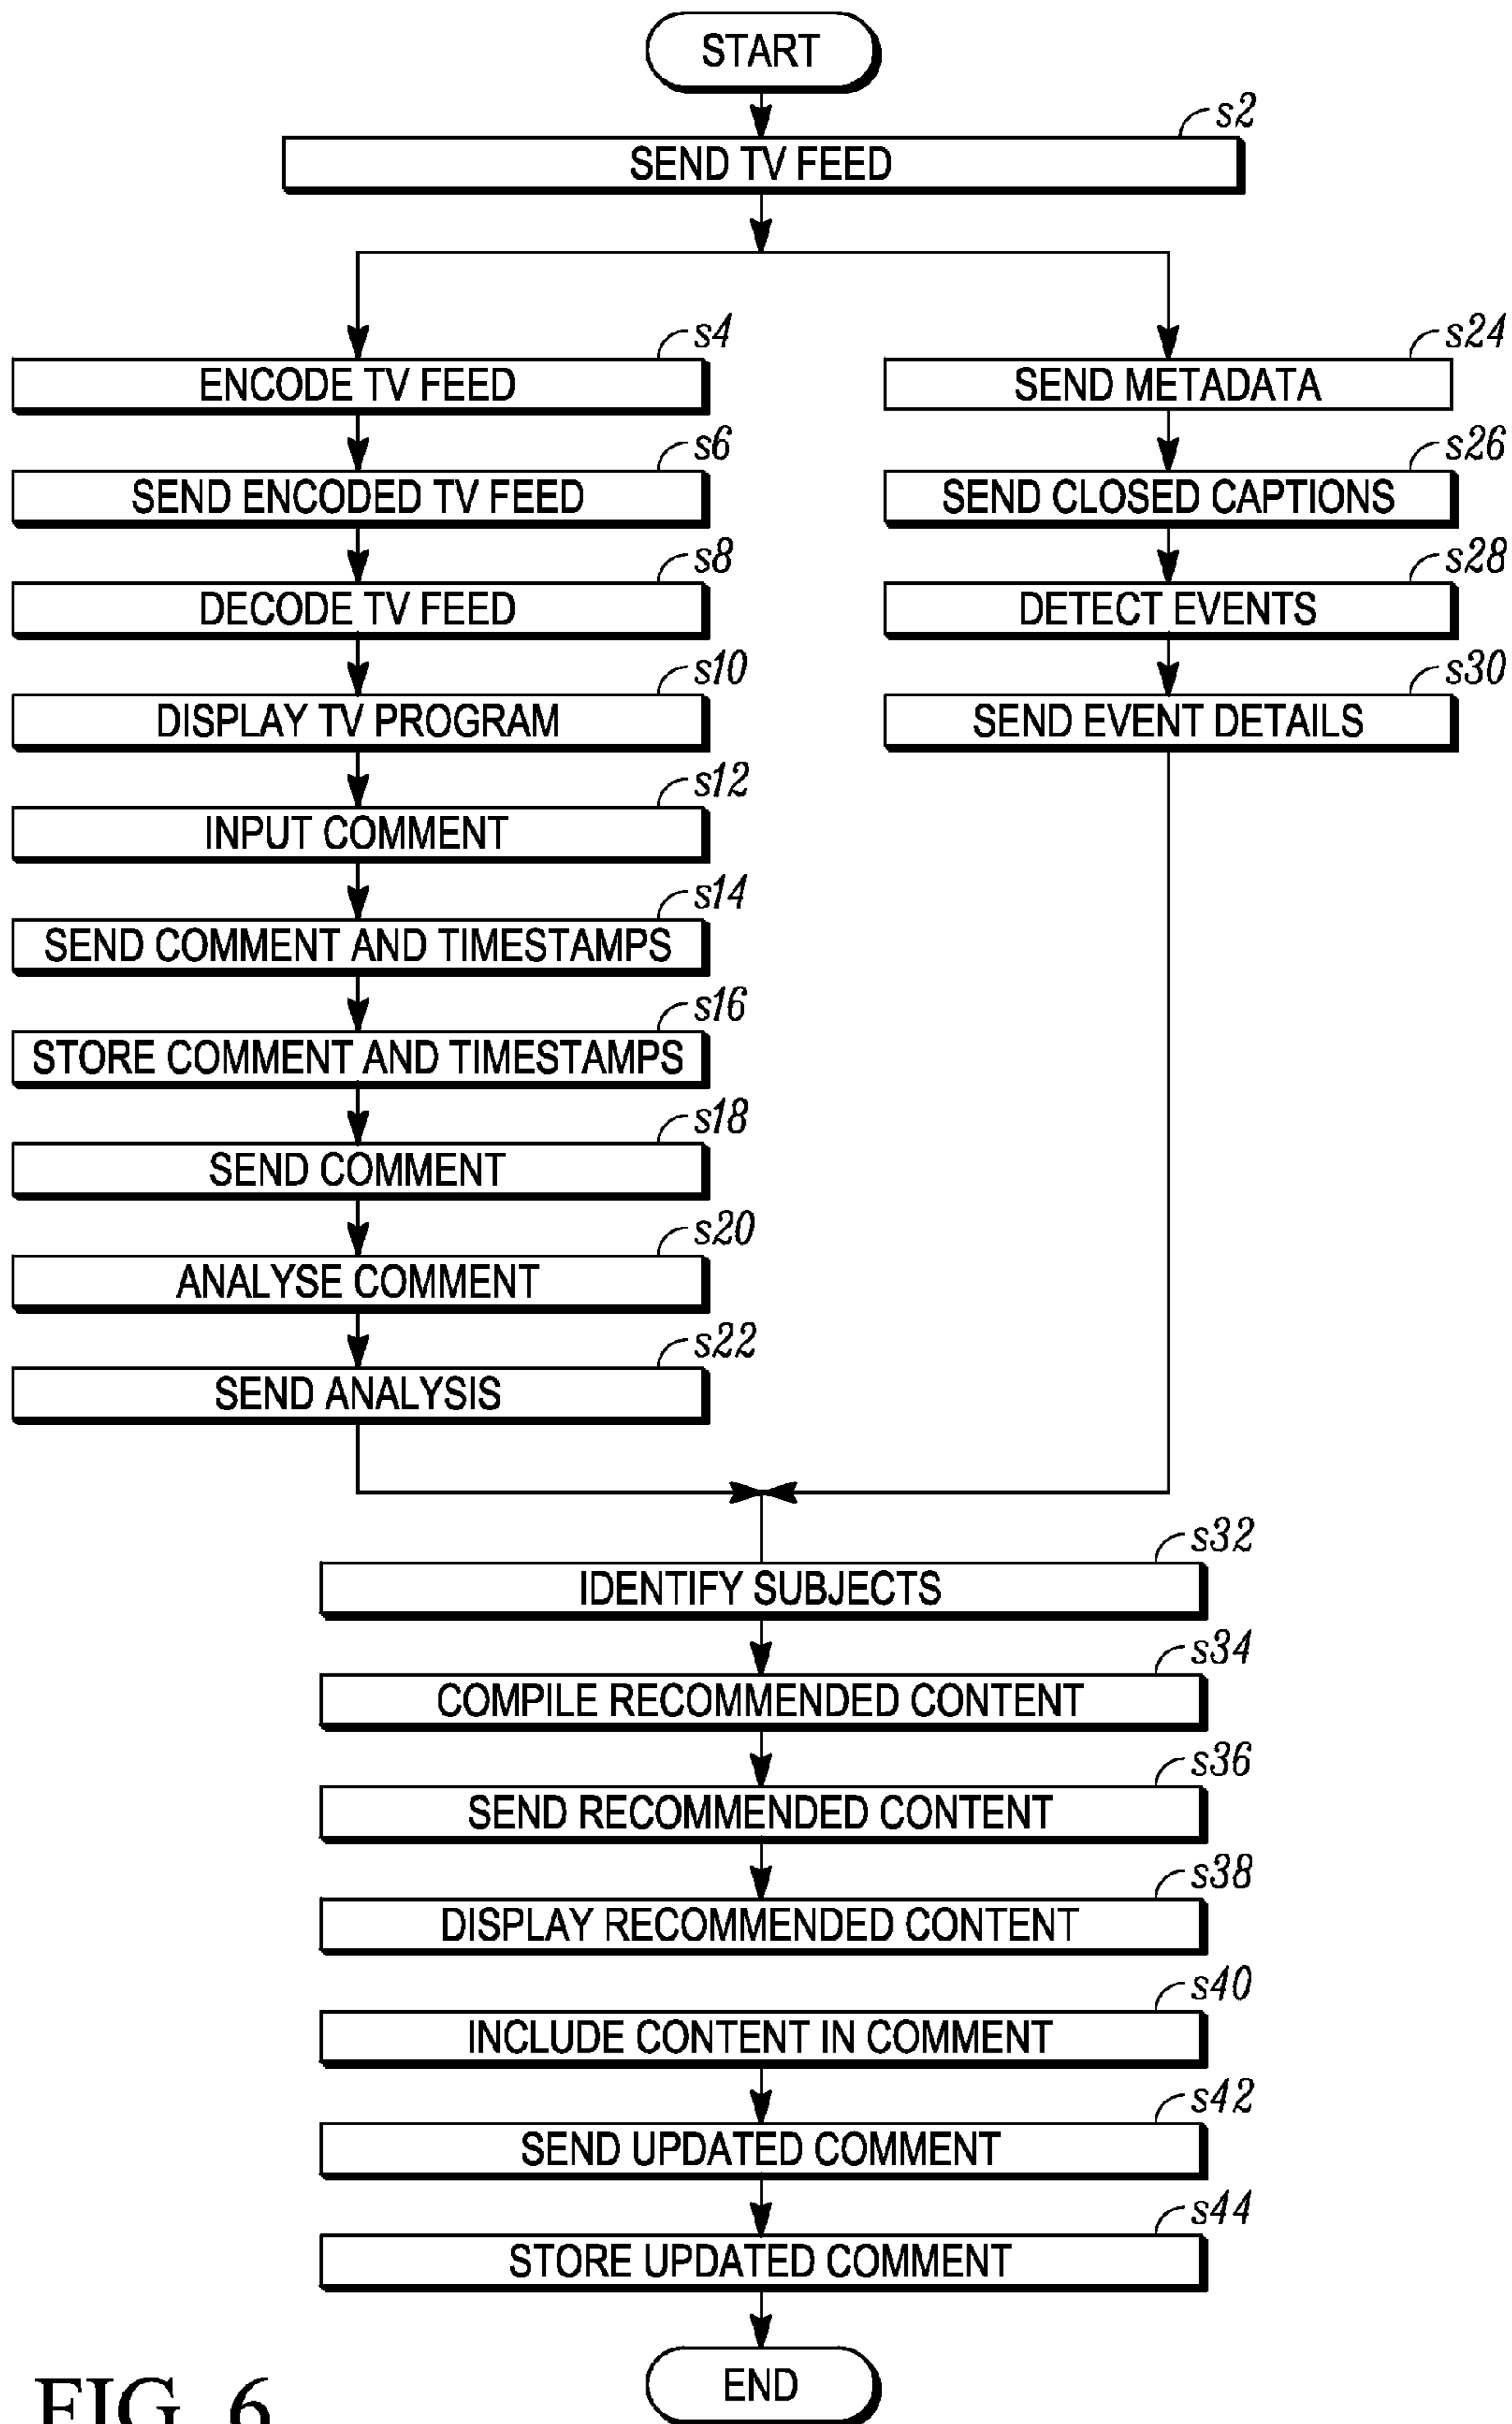 START
s2
SEND TV FEED
s4
ENCODE TV FEED
s6
SEND ENCODED TV FEED
s8
DECODE TV FEED
s10
DISPLAY TV PROGRAM
s12
INPUT COMMENT
s14
SEND COMMENT AND TIMESTAMPS
s16
STORE COMMENT AND TIMESTAMPS
s18
SEND COMMENT
s20
ANALYSE COMMENT
s22
SEND ANALYSIS
s24
SEND METADATA
s26
SEND CLOSED CAPTIONS
s28
DETECT EVENTS
s30
SEND EVENT DETAILS
s32
IDENTIFY SUBJECTS
s34
COMPILE RECOMMENDED CONTENT
s36
SEND RECOMMENDED CONTENT
s38
DISPLAY RECOMMENDED CONTENT
s40
INCLUDE CONTENT IN COMMENT
s42
SEND UPDATED COMMENT
s44
STORE UPDATED COMMENT
END
FIG. 6